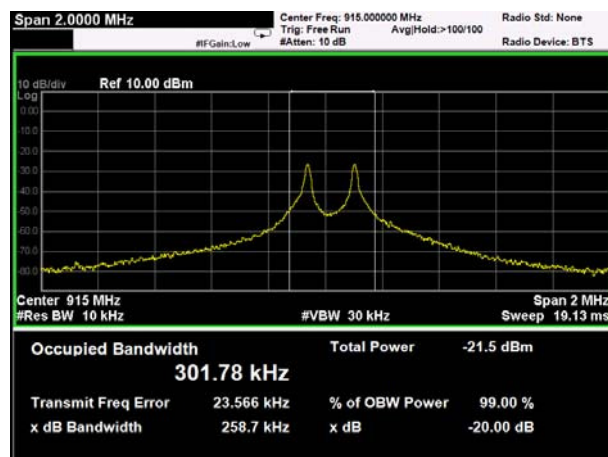 Span 2.0000 MHz
Center Freq: 915.000000 MHz
Radio Std: None
Trig: Free Run
Avg|Hold:>100/100
#IFGain:Low
#Atten: 10 dB
Radio Device: BTS
10 dB/div
Ref 10.00 dBm
Log
0.00
-10.0
-20.0
-30.0
-40.0
-50.0
-60.0
-70.0
-80.0
Center 915 MHz
Span 2 MHz
#Res BW 10 kHz
#VBW 30 kHz
Sweep 19.13 ms
Occupied Bandwidth
Total Power
-21.5 dBm
301.78 kHz
Transmit Freq Error
23.566 kHz
% of OBW Power
99.00 %
x dB Bandwidth
258.7 kHz
x dB
-20.00 dB